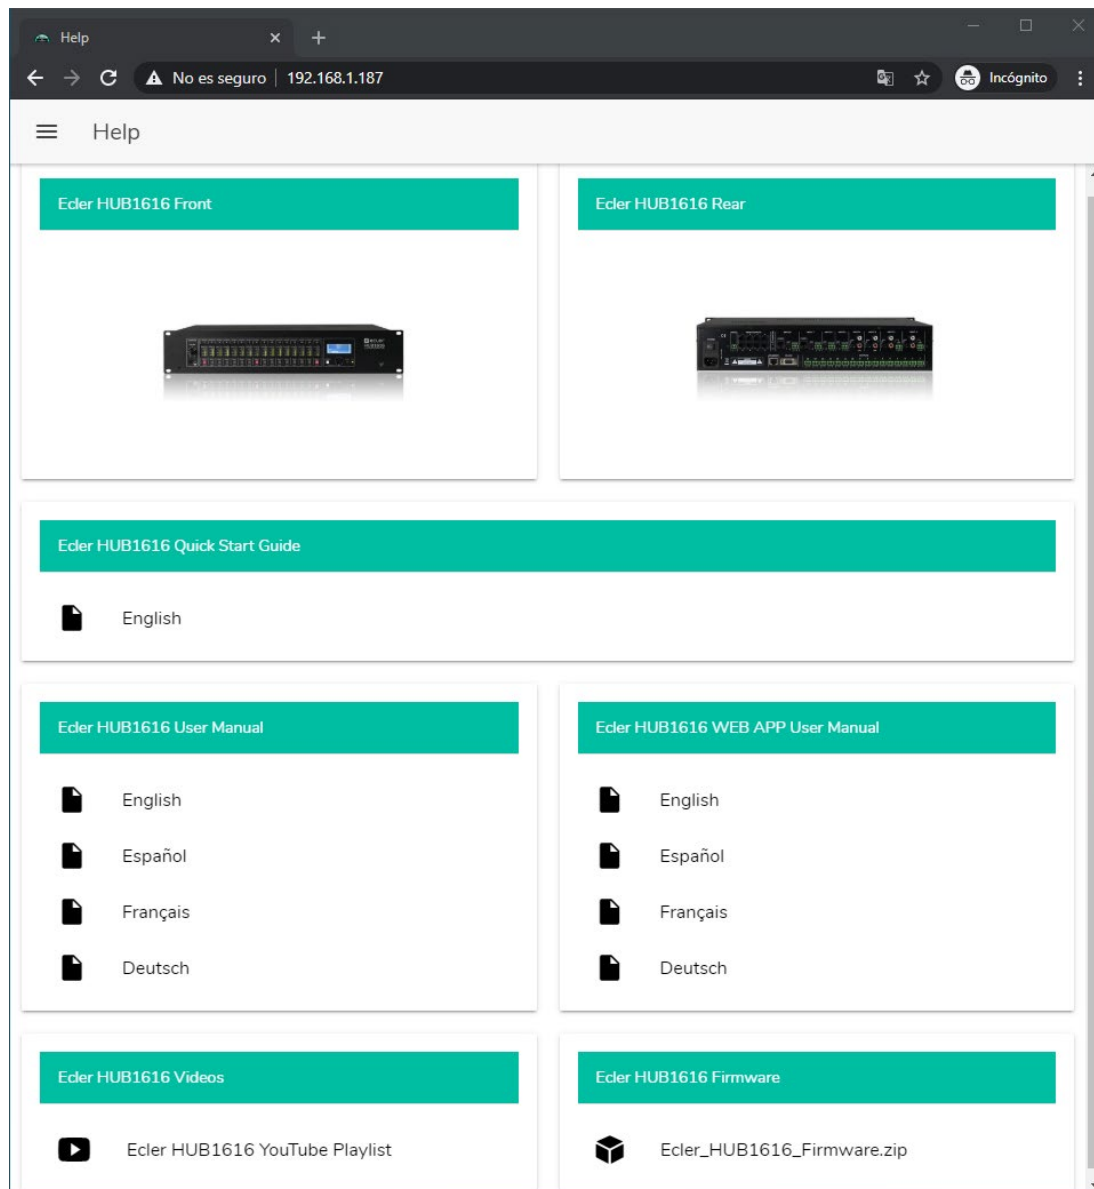 Help
No es seguro
192.168.1.187
Incógnito
Help
Ecler HUB1616 Front
Ecler HUB1616 Rear
ECLER
Ecler HUB1616 Quick Start Guide
English
Ecler HUB1616 User Manual
English
Español
Français
Deutsch
Ecler HUB1616 WEB APP User Manual
English
Español
Français
Deutsch
Ecler HUB1616 Videos
Ecler HUB1616 YouTube Playlist
Ecler HUB1616 Firmware
Ecler_HUB1616_Firmware.zip